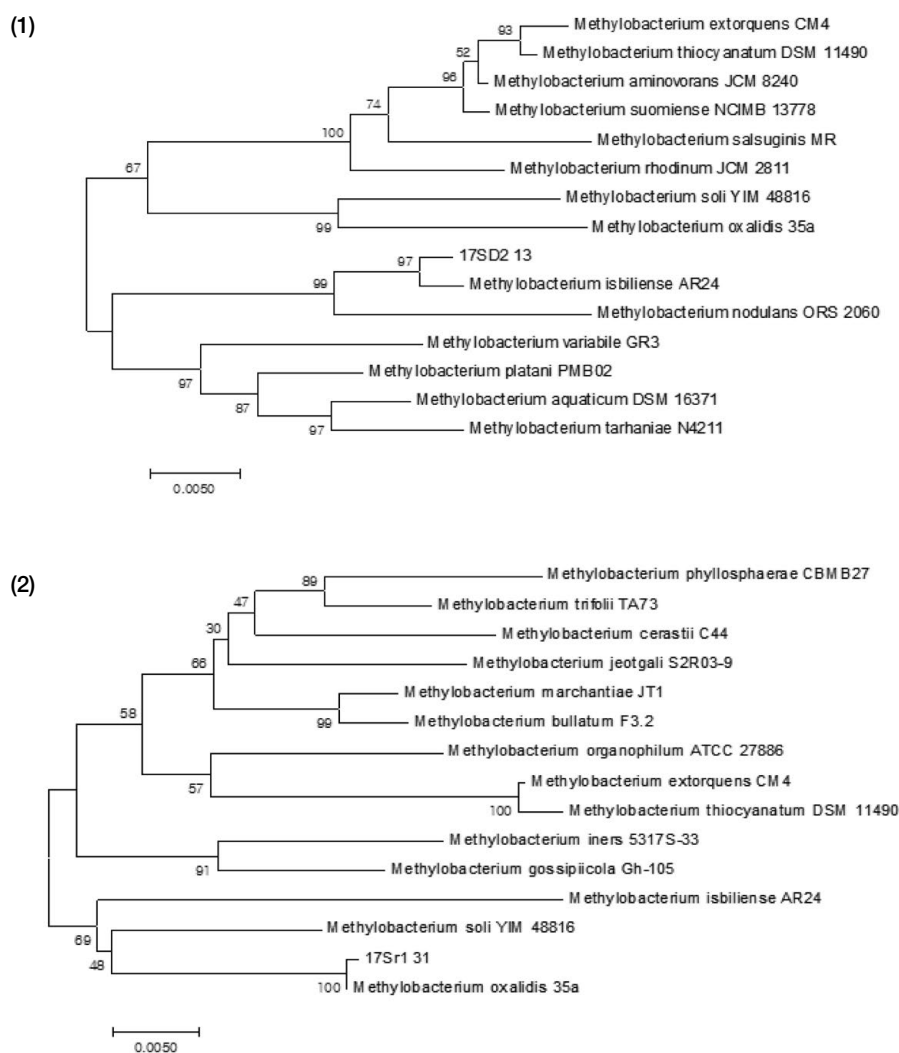 (1)
Methylobacterium extorquens CM4
93
Methylobacterium thiocyanatum DSM 11490
52
Methylobacterium aminovorans JCM 8240
96
Methylobacterium suomiense NCIMB 13778
74
100
Methylobacterium salsuginis MR
Methylobacterium rhodinum JCM 2811
67
Methylobacterium soli YIM 48816
99
Methylobacterium oxalidis 35a
17SD2 13
97
Methylobacterium isbiliense AR24
99
Methylobacterium nodulans ORS 2060
Methylobacterium variabile GR3
97
Methylobacterium platani PMB02
87
Methylobacterium aquaticum DSM 16371
97
Methylobacterium tarhaniae N4211
0.0050
(2)
Methylobacterium phyllosphaerae CBMB27
89
47
Methylobacterium trifolii TA73
30
Methylobacterium cerastii C44
66
Methylobacterium jeotgali S2R03-9
Methylobacterium marchantiae JT1
99
Methylobacterium bullatum F3.2
58
Methylobacterium organophilum ATCC 27886
57
Methylobacterium extorquens CM4
100
Methylobacterium thiocyanatum DSM 11490
Methylobacterium iners 5317S-33
91
Methylobacterium gossipiicola Gh-105
Methylobacterium isbiliense AR24
69
Methylobacterium soli YIM 48816
48
17Sr1 31
100
Methylobacterium oxalidis 35a
0.0050